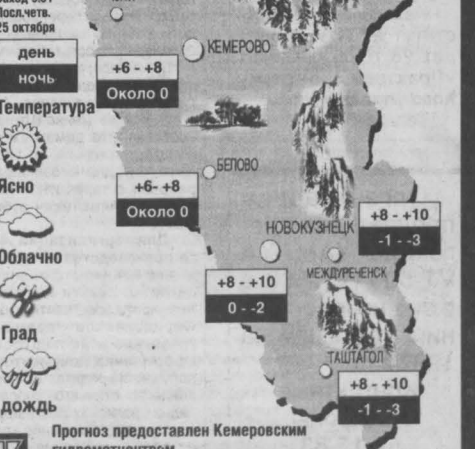 Посл.четв.
25 октября
день
ночь
Температура
Ясно
Облачно
Град
дождь
КЕМЕРОВО
+6 - +8
Около 0
БЕЛОВО
+6- +8
Около 0
НОВОКУЗНЕЦК
+8 - +10
-1 - -3
МЕЖДУРЕЧЕНСК
+8 - +10
0 - -2
ТАШТАГОЛ
+8 - +10
-1 - -3
Прогноз предоставлен Кемеровским